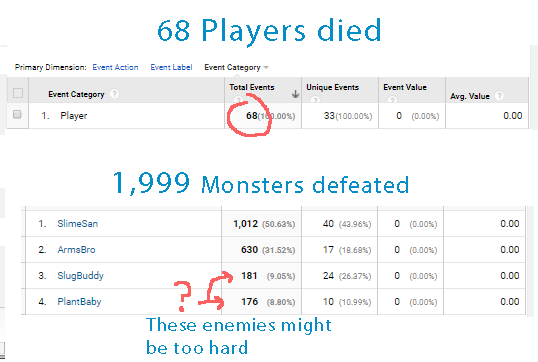 68 Players died
Primary Dimension: Event Action Event Label Event Category
Event Category ? Total Events ? Unique Events ? Event Value ? Avg. Value ?
1. Player 68(100.00%) 33(100.00%) 0 (0.00%) 0.00
1,999 Monsters defeated
1. SlimeSan 1,012 (50.63%) 40 (43.96%) 0 (0.00%) 0.00
2. ArmsBro 630 (31.52%) 17 (18.68%) 0 (0.00%) 0.00
3. SlugBuddy 181 (9.05%) 24 (26.37%) 0 (0.00%) 0.00
4. PlantBaby 176 (8.80%) 10 (10.99%) 0 (0.00%) 0.00
?
These enemies might
be too hard